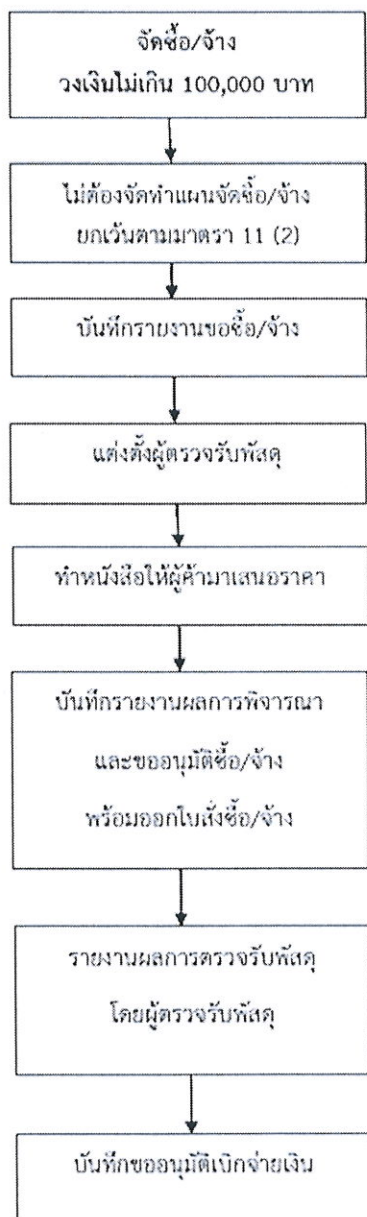 จัดซื้อ/จ้าง
วงเงินไม่เกิน 100,000 บาท
ไม่ต้องจัดทำแผนจัดซื้อ/จ้าง
ยกเว้นตามมาตรา 11 (2)
บันทึกรายงานขอซื้อ/จ้าง
แต่งตั้งผู้ตรวจรับพัสดุ
ทำหนังสือให้ผู้ค้ามาเสนอราคา
บันทึกรายงานผลการพิจารณา
และขออนุมัติซื้อ/จ้าง
พร้อมออกใบสั่งซื้อ/จ้าง
รายงานผลการตรวจรับพัสดุ
โดยผู้ตรวจรับพัสดุ
บันทึกขออนุมัติเบิกจ่ายเงิน